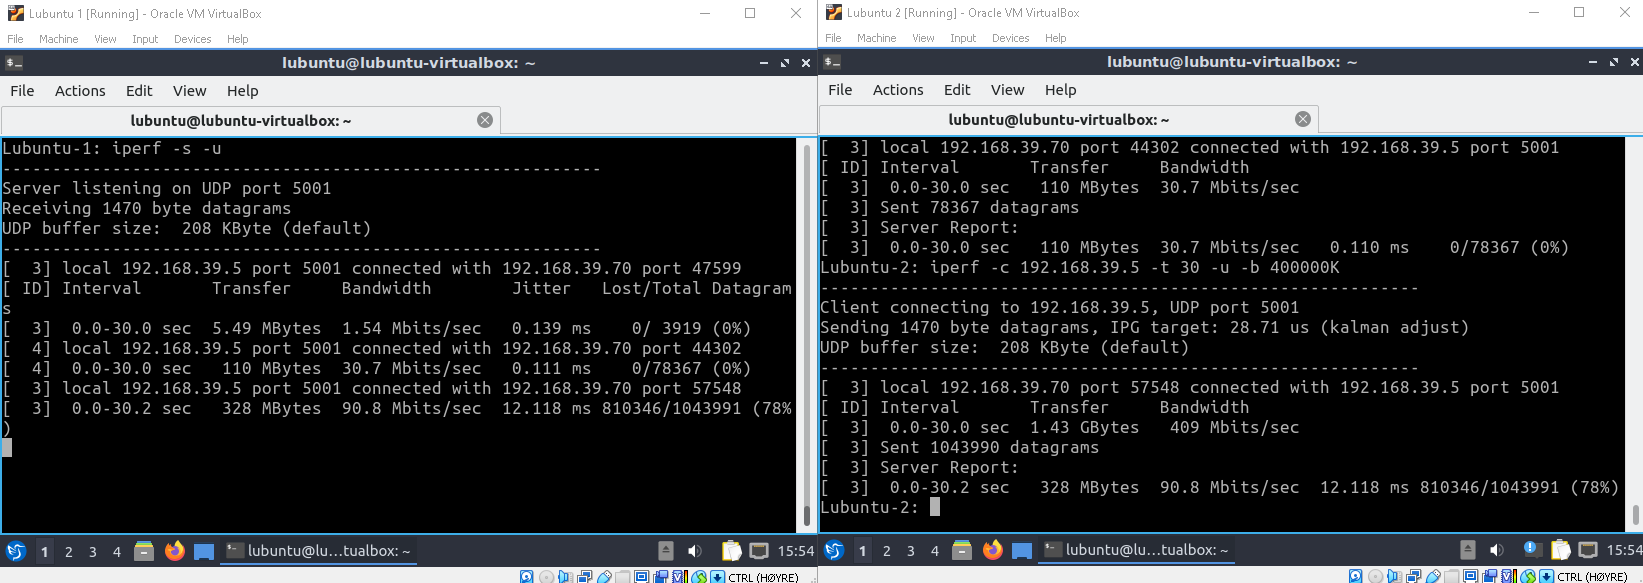 Lubuntu 1 [Running] - Oracle VM VirtualBox
File Machine View Input Devices Help
lubuntu@lubuntu-virtualbox: ~
File Actions Edit View Help
lubuntu@lubuntu-virtualbox: ~
Lubuntu-1: iperf -s -u
------------------------------------------------------------
Server listening on UDP port 5001
Receiving 1470 byte datagrams
UDP buffer size:  208 KByte (default)
------------------------------------------------------------
[  3] local 192.168.39.5 port 5001 connected with 192.168.39.70 port 47599
[ ID] Interval       Transfer     Bandwidth        Jitter   Lost/Total Datagram
s
[  3]  0.0-30.0 sec  5.49 MBytes  1.54 Mbits/sec   0.139 ms    0/ 3919 (0%)
[  4] local 192.168.39.5 port 5001 connected with 192.168.39.70 port 44302
[  4]  0.0-30.0 sec   110 MBytes  30.7 Mbits/sec   0.111 ms    0/78367 (0%)
[  3] local 192.168.39.5 port 5001 connected with 192.168.39.70 port 57548
[  3]  0.0-30.2 sec   328 MBytes  90.8 Mbits/sec  12.118 ms 810346/1043991 (78%
)
1 2 3 4 lubuntu@lu...tualbox: ~ 15:54
CTRL (HØYRE)
Lubuntu 2 [Running] - Oracle VM VirtualBox
File Machine View Input Devices Help
lubuntu@lubuntu-virtualbox: ~
File Actions Edit View Help
lubuntu@lubuntu-virtualbox: ~
[  3] local 192.168.39.70 port 44302 connected with 192.168.39.5 port 5001
[ ID] Interval       Transfer     Bandwidth
[  3]  0.0-30.0 sec   110 MBytes  30.7 Mbits/sec
[  3] Sent 78367 datagrams
[  3] Server Report:
[  3]  0.0-30.0 sec   110 MBytes  30.7 Mbits/sec   0.110 ms    0/78367 (0%)
Lubuntu-2: iperf -c 192.168.39.5 -t 30 -u -b 400000K
------------------------------------------------------------
Client connecting to 192.168.39.5, UDP port 5001
Sending 1470 byte datagrams, IPG target: 28.71 us (kalman adjust)
UDP buffer size:  208 KByte (default)
------------------------------------------------------------
[  3] local 192.168.39.70 port 57548 connected with 192.168.39.5 port 5001
[ ID] Interval       Transfer     Bandwidth
[  3]  0.0-30.0 sec  1.43 GBytes   409 Mbits/sec
[  3] Sent 1043990 datagrams
[  3] Server Report:
[  3]  0.0-30.2 sec   328 MBytes  90.8 Mbits/sec  12.118 ms 810346/1043991 (78%)
Lubuntu-2:
1 2 3 4 lubuntu@lu...tualbox: ~ 15:54
CTRL (HØYRE)